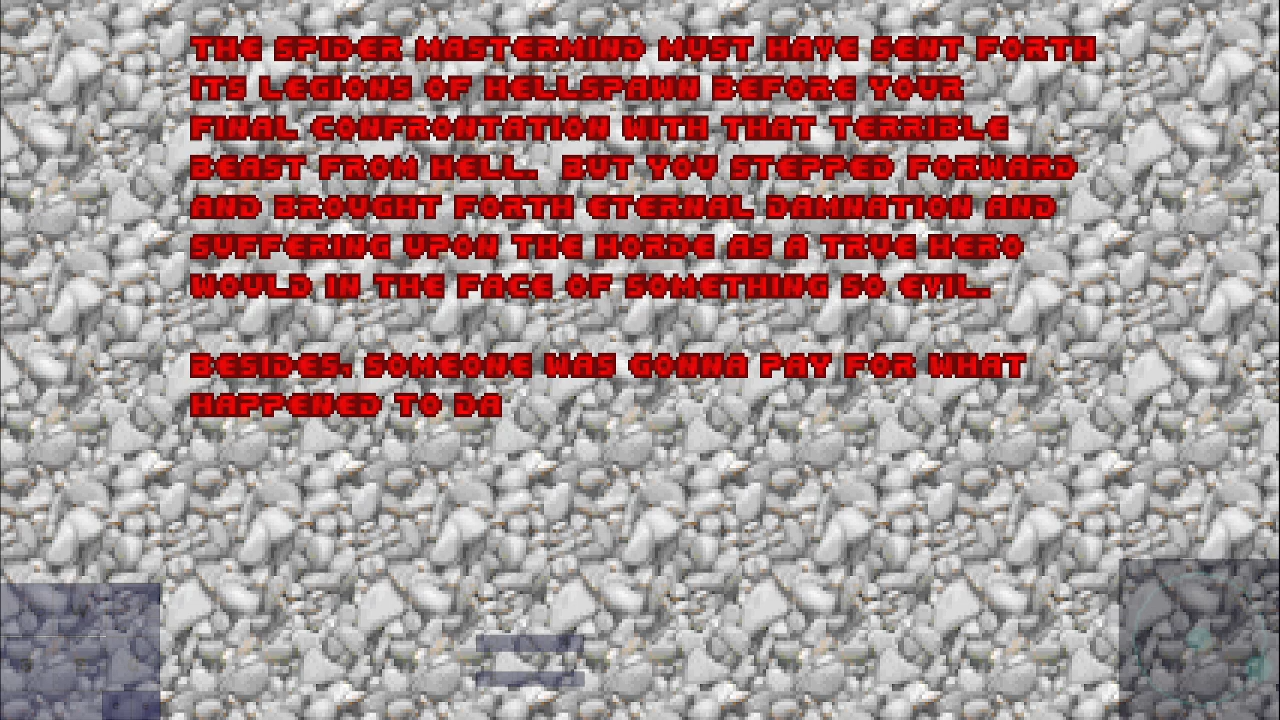 THE SPIDER MASTERMIND MUST HAVE SENT FORTH
ITS LEGIONS OF HELLSPAWN BEFORE YOUR
FINAL CONFRONTATION WITH THAT TERRIBLE
BEAST FROM HELL.  BUT YOU STEPPED FORWARD
AND BROUGHT FORTH ETERNAL DAMNATION AND
SUFFERING UPON THE HORDE AS A TRUE HERO
WOULD IN THE FACE OF SOMETHING SO EVIL.
BESIDES, SOMEONE WAS GONNA PAY FOR WHAT
HAPPENED TO DA